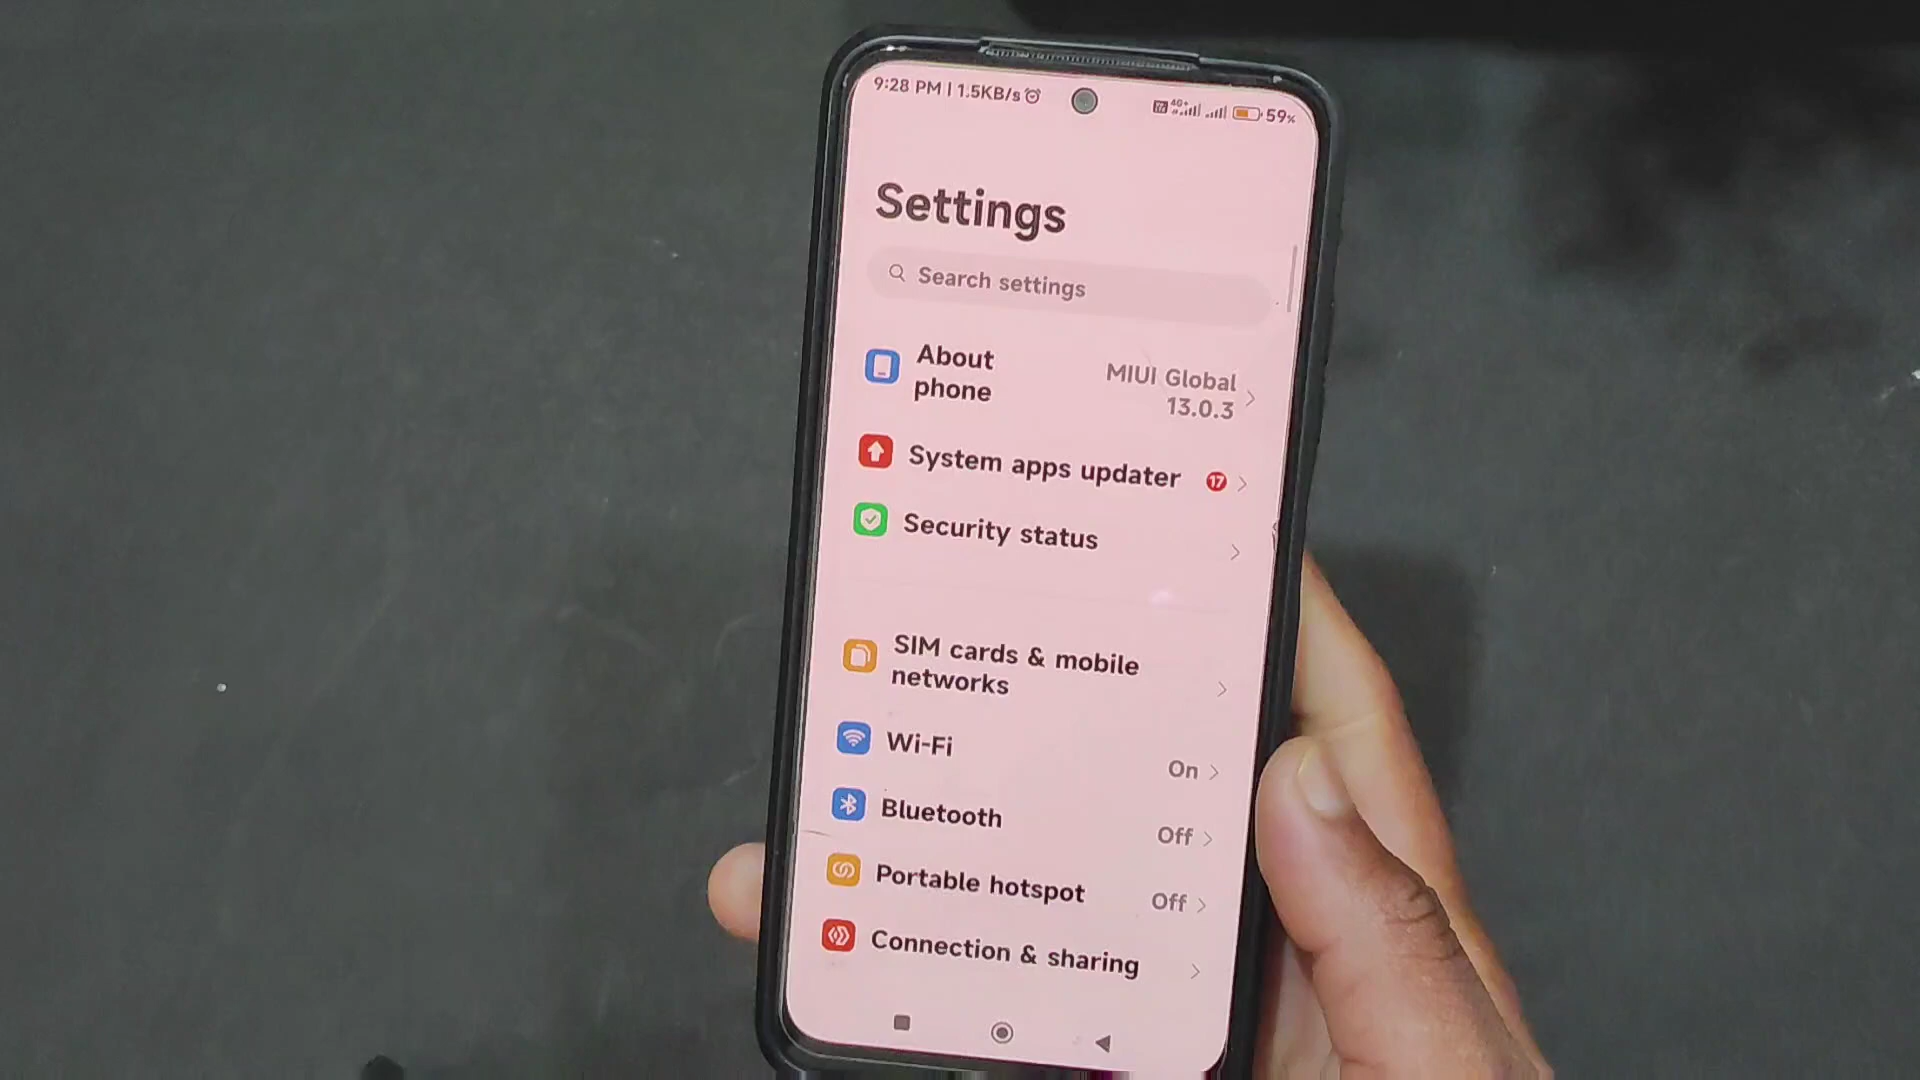 9:28 PM | 1.5KB/s 4G+ 59%
Settings
Search settings
About
phone
MIUI Global
13.0.3
System apps updater 17
Security status
SIM cards & mobile
networks
Wi-Fi On
Bluetooth Off
Portable hotspot Off
Connection & sharing